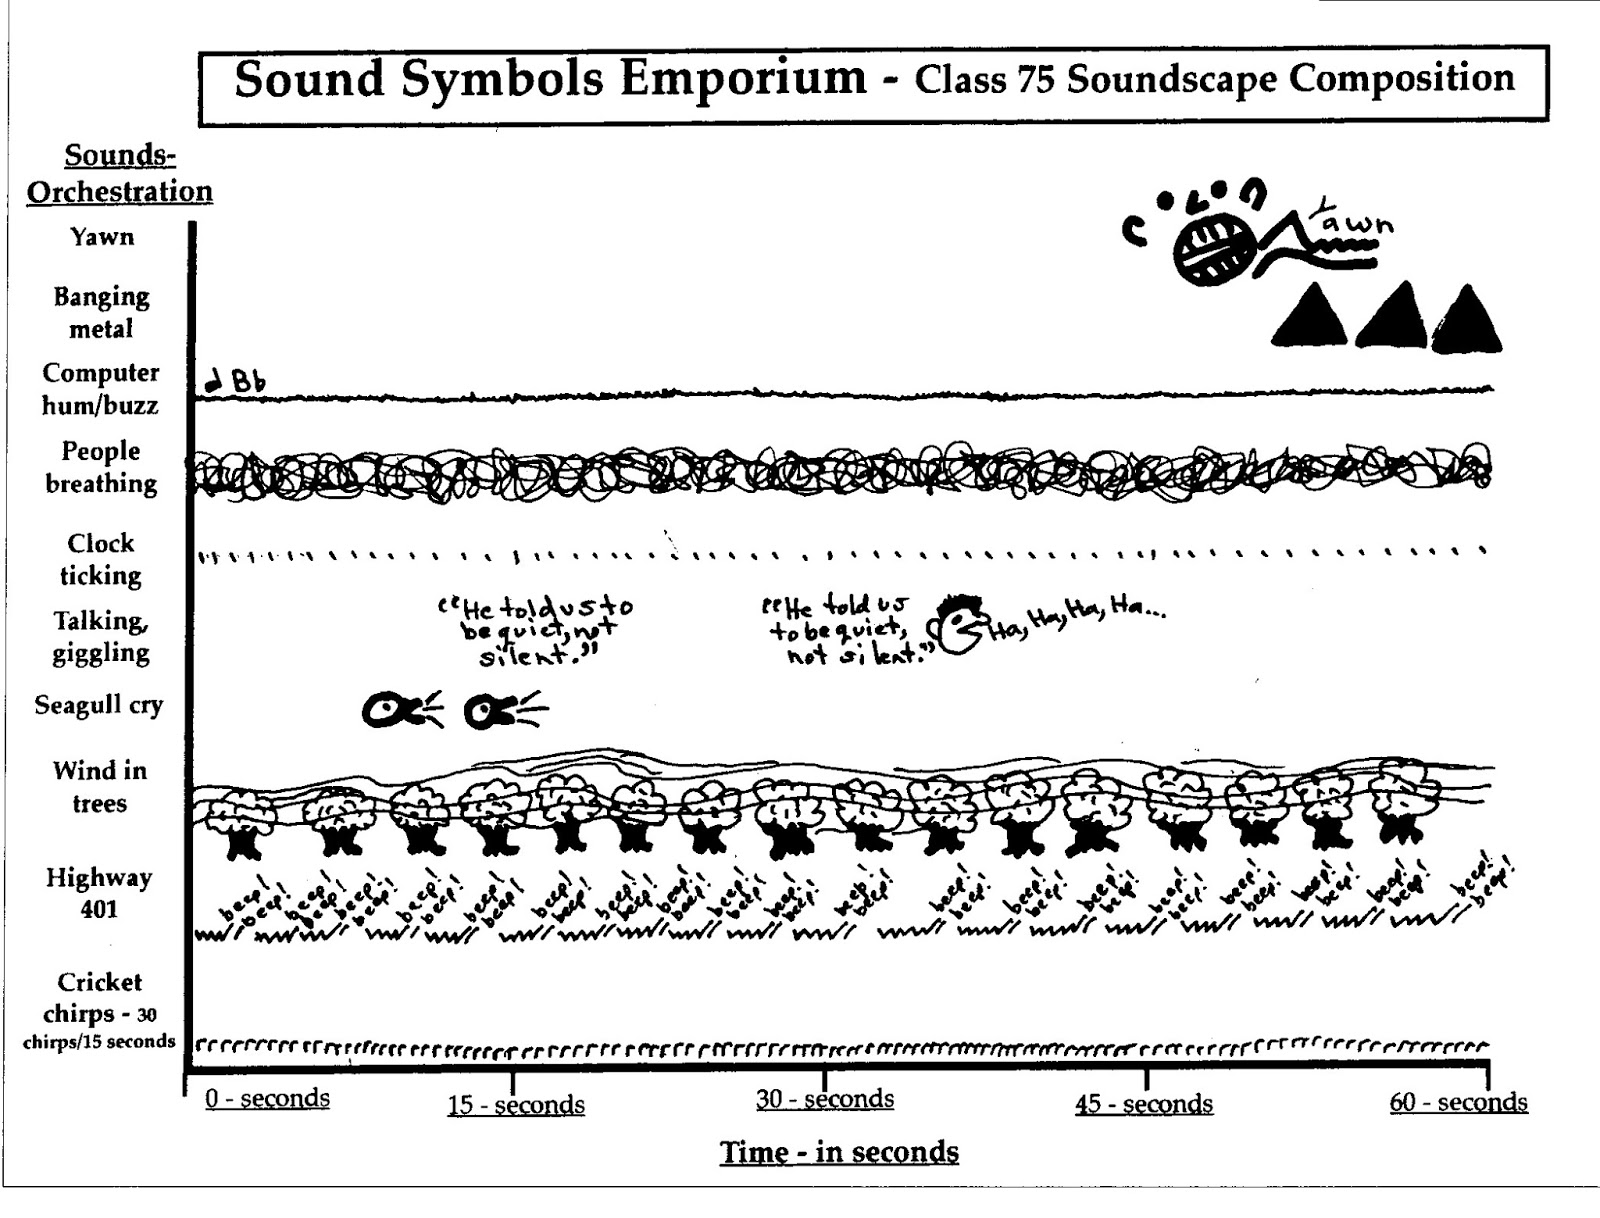 Sound Symbols Emporium - Class 75 Soundscape Composition
Sounds-
Orchestration
Yawn
colon
Yawn
Banging
metal
Computer
hum/buzz
Bb
People
breathing
Clock
ticking
Talking,
giggling
"He told us to
be quiet, not
silent."
"He told us
to be quiet,
not silent."
Ha, Ha, Ha, Ha...
Seagull cry
Wind in
trees
Highway
401
beep! beep! beep! beep! beep! beep! beep! beep! beep! beep! beep! beep! beep! beep! beep! beep! beep! beep! beep! beep! beep! beep! beep! beep! beep! beep! beep! beep! beep! beep! beep! beep! beep! beep! beep! beep! beep! beep!
Cricket
chirps - 30
chirps/15 seconds
0 - seconds
15 - seconds
30 - seconds
45 - seconds
60 - seconds
Time - in seconds